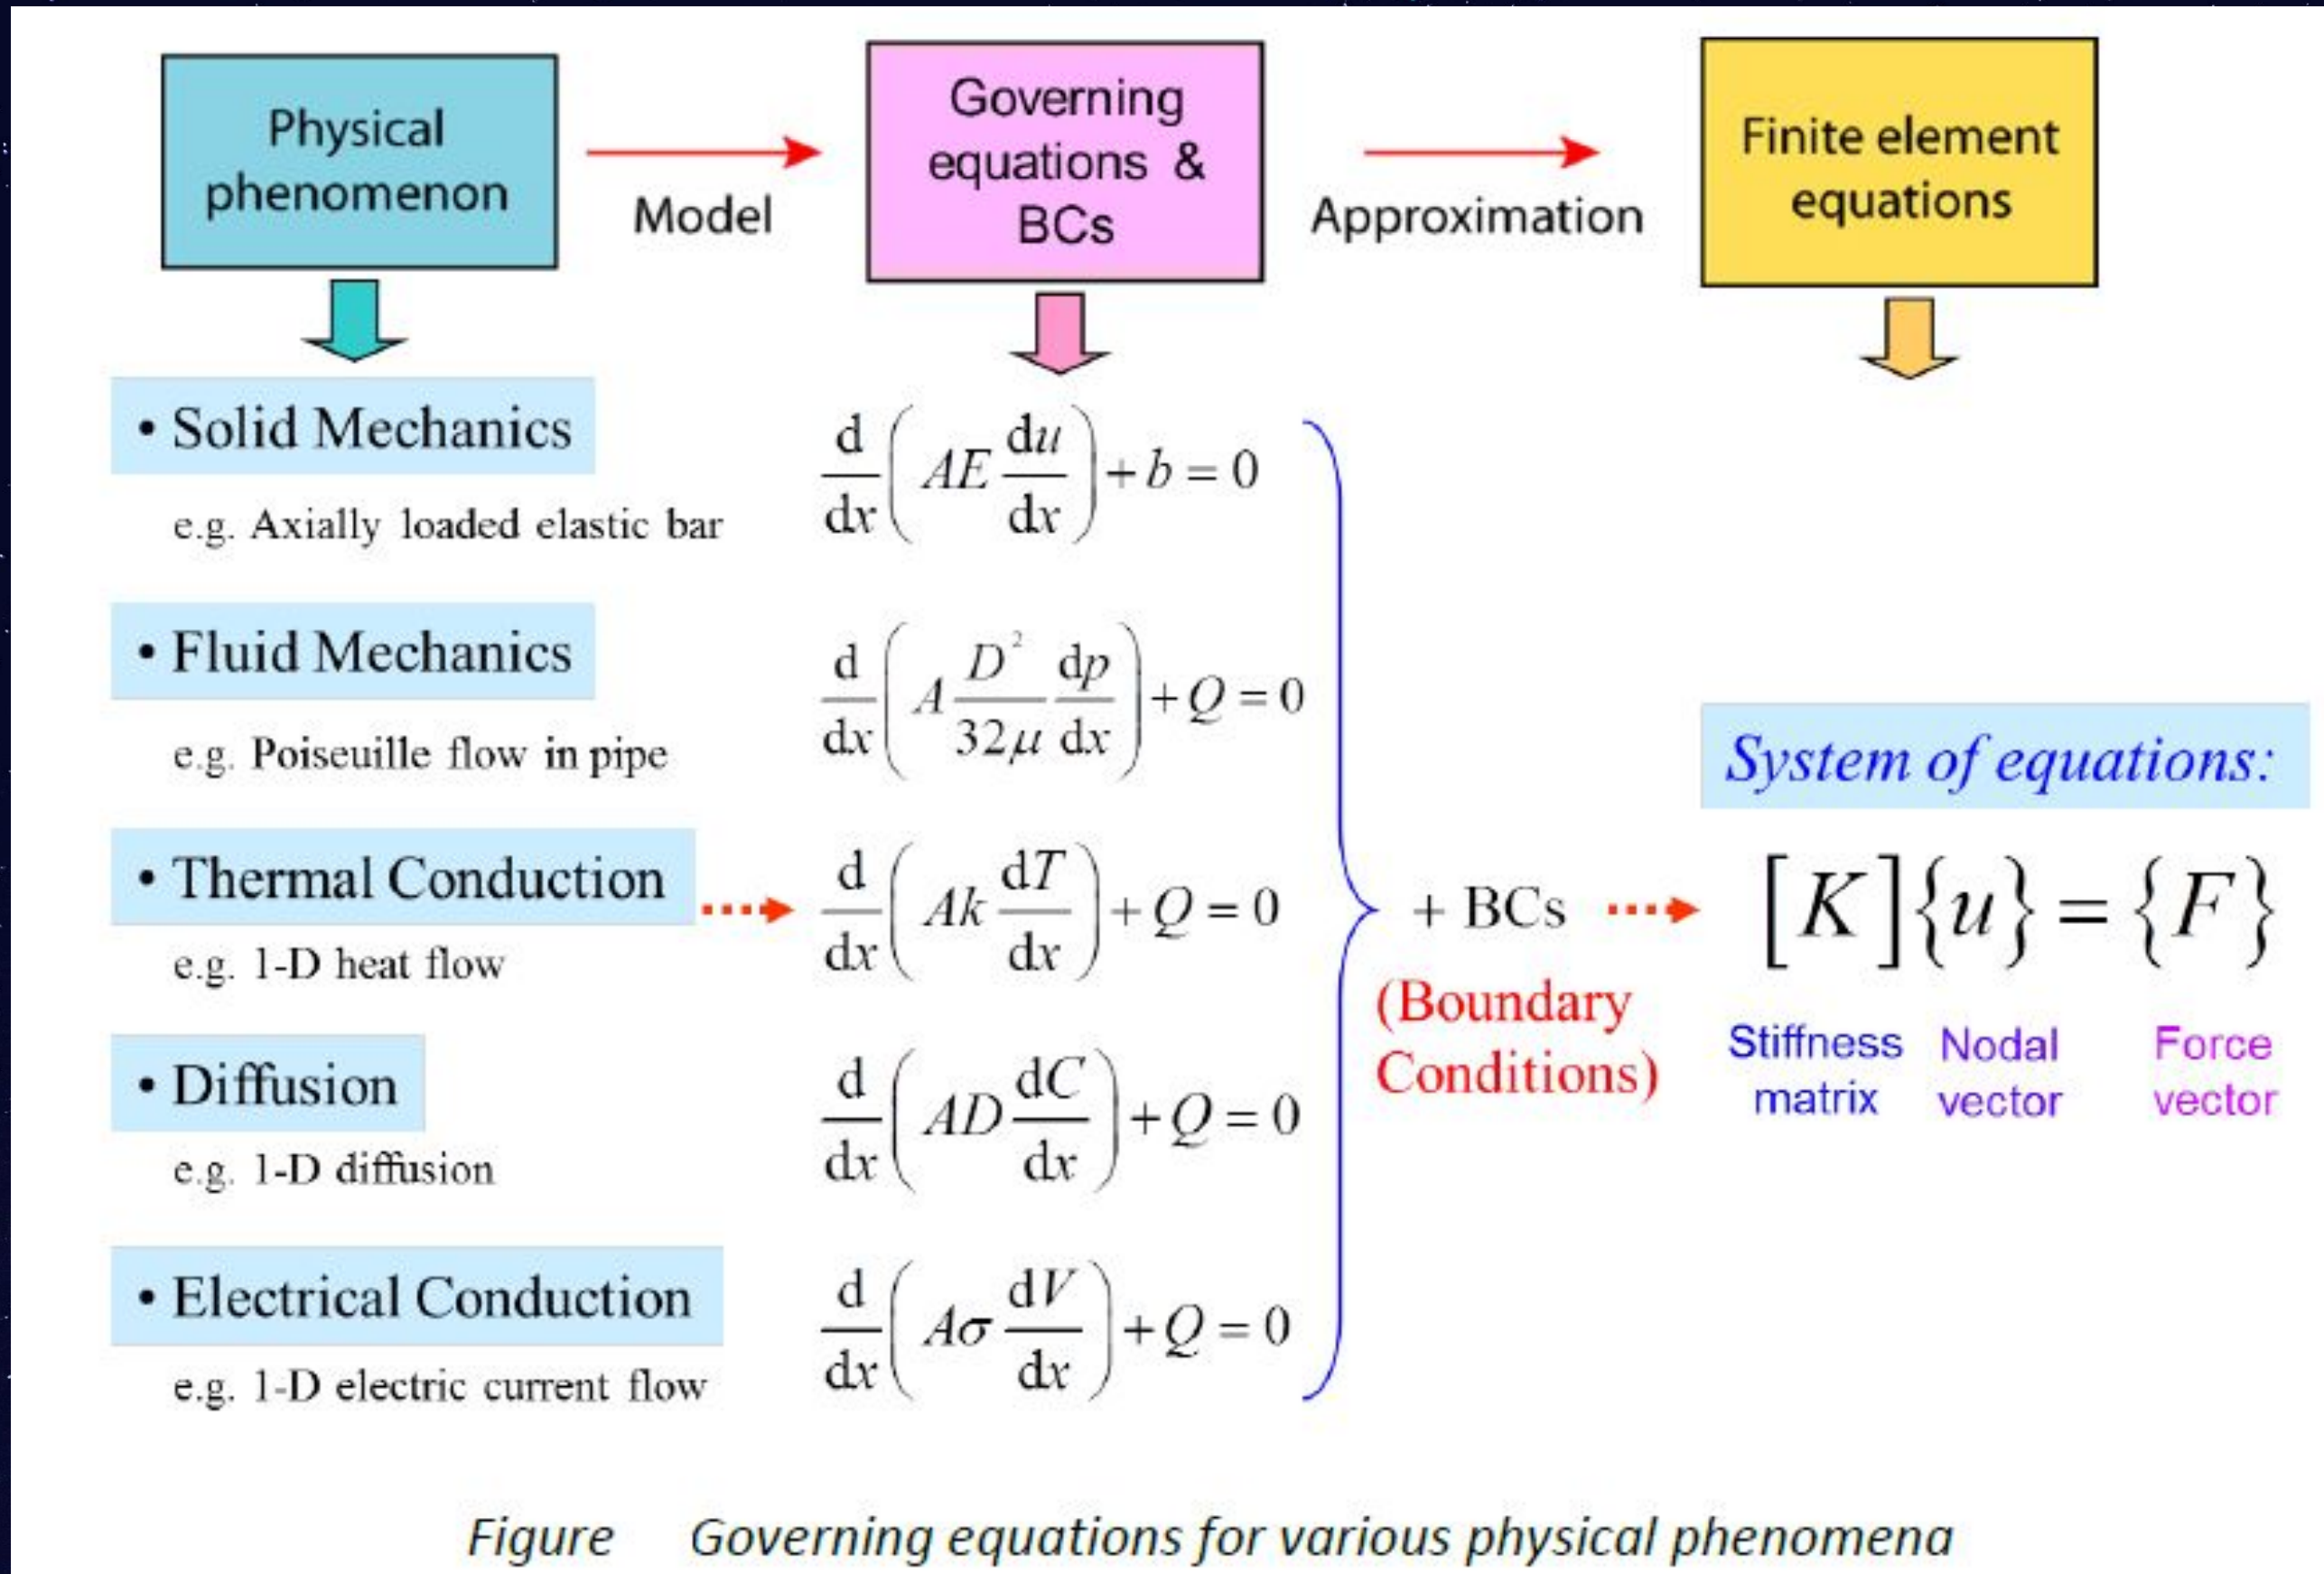 Physical
phenomenon
Model
Governing
equations &
BCs
Approximation
Finite element
equations
• Solid Mechanics
e.g. Axially loaded elastic bar
d/dx ( AE du/dx ) + b = 0
• Fluid Mechanics
e.g. Poiseuille flow in pipe
d/dx ( A D²/32μ dp/dx ) + Q = 0
• Thermal Conduction
e.g. 1-D heat flow
d/dx ( Ak dT/dx ) + Q = 0
• Diffusion
e.g. 1-D diffusion
d/dx ( AD dC/dx ) + Q = 0
• Electrical Conduction
e.g. 1-D electric current flow
d/dx ( Aσ dV/dx ) + Q = 0
+ BCs
(Boundary
Conditions)
System of equations:
[K]{u} = {F}
Stiffness
matrix
Nodal
vector
Force
vector
Figure Governing equations for various physical phenomena